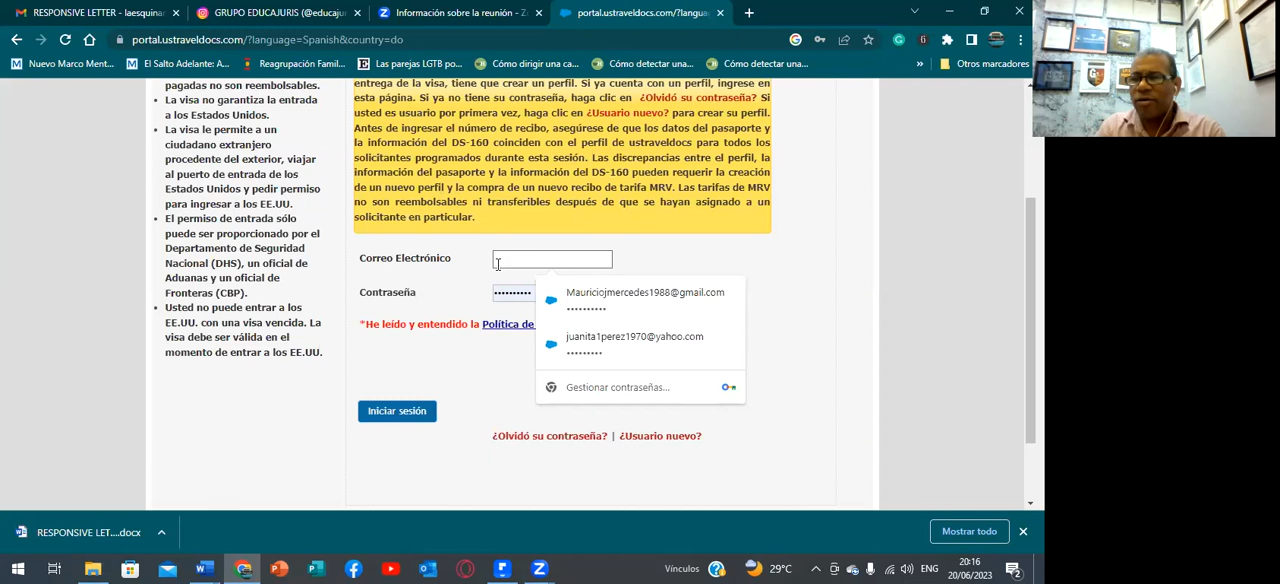 RESPONSIVE LETTER - laesquina
GRUPO EDUCAJURIS (@educaju
Información sobre la reunión - Zo
portal.ustraveldocs.com/?langua
portal.ustraveldocs.com/?language=Spanish&country=do
Nuevo Marco Ment...
El Salto Adelante: A...
Reagrupación Famil...
Las parejas LGTB po...
Cómo dirigir una ca...
Cómo detectar una...
Cómo detectar una...
»
Otros marcadores
pagadas no son reembolsables.
La visa no garantiza la entrada
a los Estados Unidos.
La visa le permite a un
ciudadano extranjero
procedente del exterior, viajar
al puerto de entrada de los
Estados Unidos y pedir permiso
para ingresar a los EE.UU.
El permiso de entrada sólo
puede ser proporcionado por el
Departamento de Seguridad
Nacional (DHS), un oficial de
Aduanas y un oficial de
Fronteras (CBP).
Usted no puede entrar a los
EE.UU. con una visa vencida. La
visa debe ser válida en el
momento de entrar a los EE.UU.
entrega de la visa, tiene que crear un perfil. Si ya cuenta con un perfil, ingrese en
esta página. Si ya no tiene su contraseña, haga clic en ¿Olvidó su contraseña? Si
usted es usuario por primera vez, haga clic en ¿Usuario nuevo? para crear su perfil.
Antes de ingresar el número de recibo, asegúrese de que los datos del pasaporte y
la información del DS-160 coinciden con el perfil de ustraveldocs para todos los
solicitantes programados durante esta sesión. Las discrepancias entre el perfil, la
información del pasaporte y la información del DS-160 pueden requerir la creación
de un nuevo perfil y la compra de un nuevo recibo de tarifa MRV. Las tarifas de MRV
no son reembolsables ni transferibles después de que se hayan asignado a un
solicitante en particular.
Correo Electrónico
Contraseña
••••••••••
Mauriciojmercedes1988@gmail.com
••••••••••
juanita1perez1970@yahoo.com
•••••••••
Gestionar contraseñas...
*He leído y entendido la Política de
Iniciar sesión
¿Olvidó su contraseña? | ¿Usuario nuevo?
RESPONSIVE LET....docx
Mostrar todo
Vínculos
29°C
ENG
20:16
20/06/2023
2